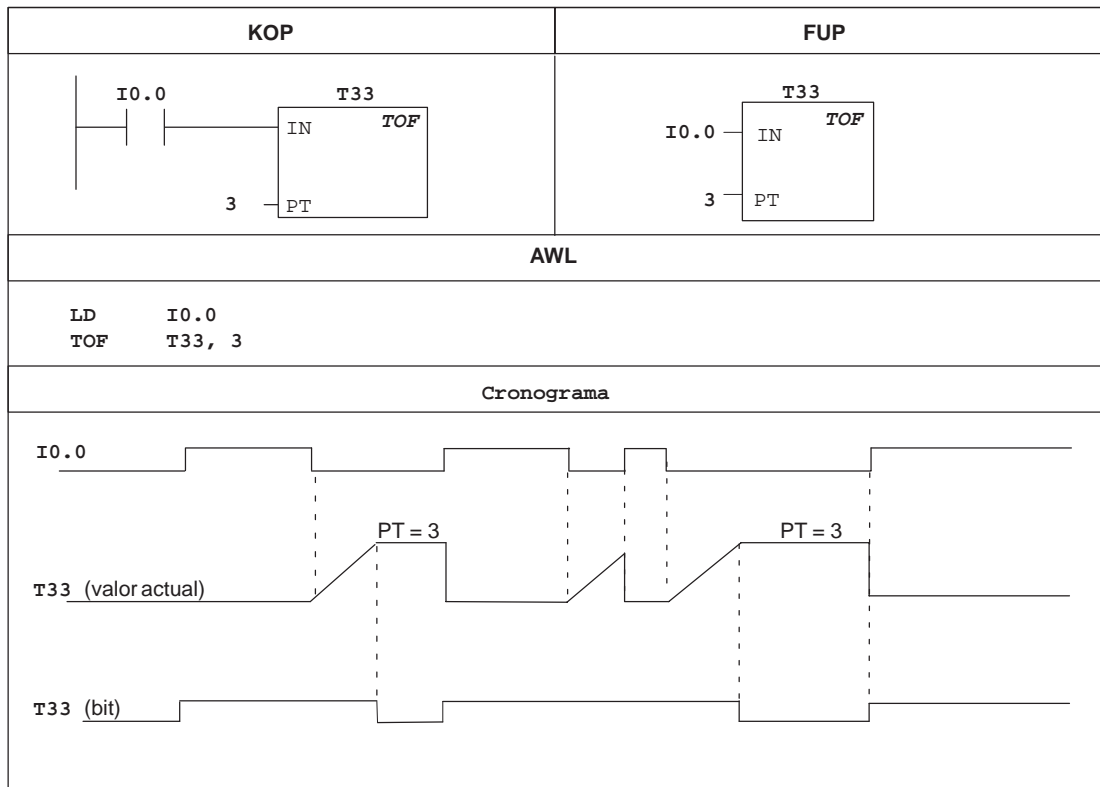 KOP
FUP
I0.0
T33
IN
TOF
3
PT
T33
I0.0
IN
TOF
3
PT
AWL
LD I0.0
TOF T33, 3
Cronograma
I0.0
PT = 3
PT = 3
T33 (valor actual)
T33 (bit)